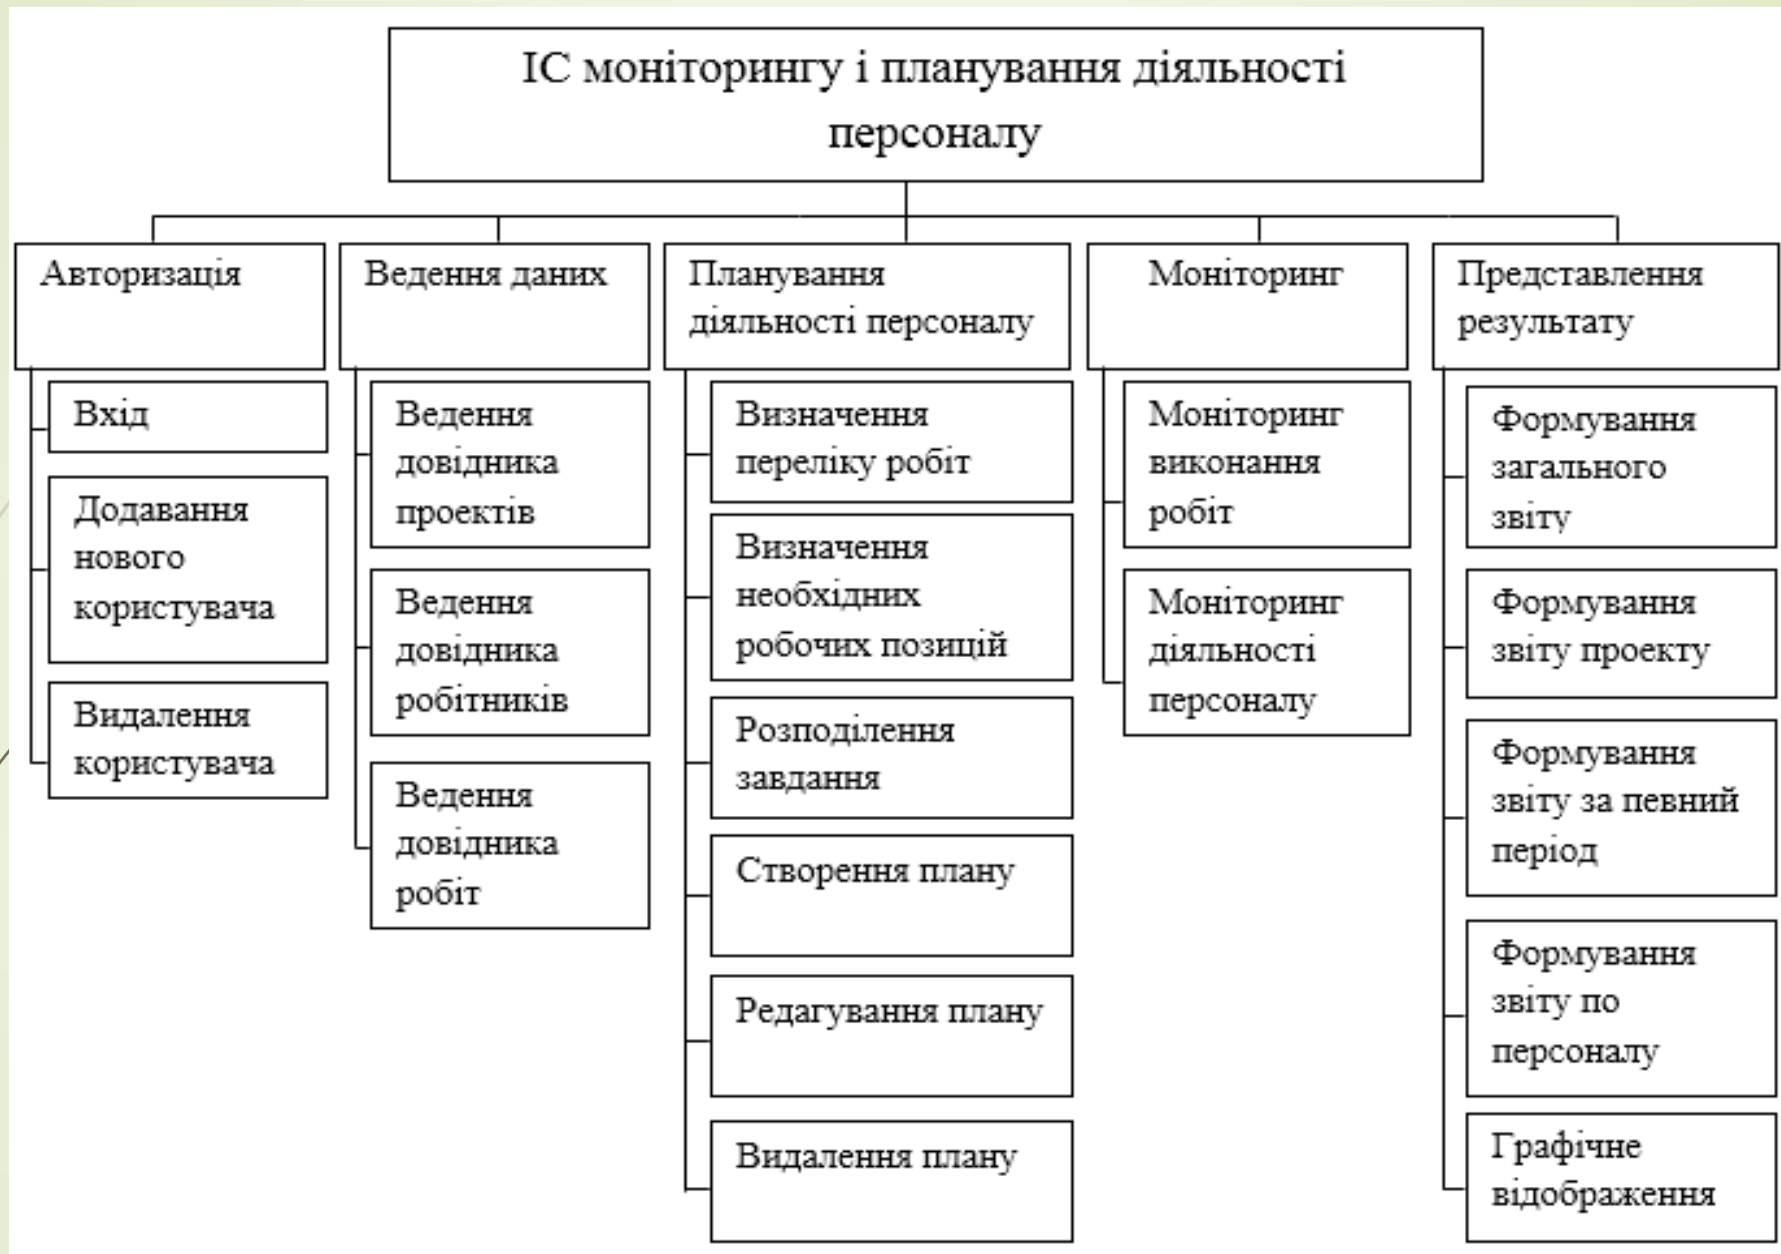 ІС моніторингу і планування діяльності
персоналу
Авторизація
Вхід
Додавання
нового
користувача
Видалення
користувача
Ведення даних
Ведення
довідника
проектів
Ведення
довідника
робітників
Ведення
довідника
робіт
Планування
діяльності персоналу
Визначення
переліку робіт
Визначення
необхідних
робочих позицій
Розподілення
завдання
Створення плану
Редагування плану
Видалення плану
Моніторинг
Моніторинг
виконання
робіт
Моніторинг
діяльності
персоналу
Представлення
результату
Формування
загального
звіту
Формування
звіту проекту
Формування
звіту за певний
період
Формування
звіту по
персоналу
Графічне
відображення